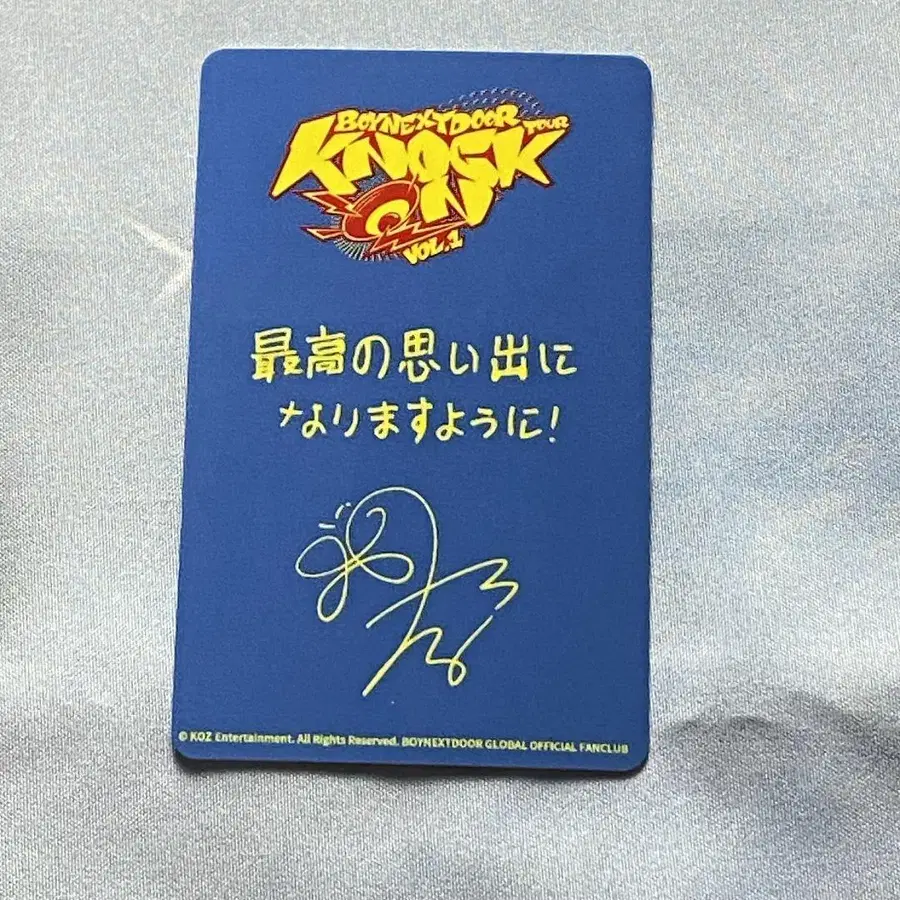 BOYNEXTDOOR TOUR
KNOCK
ON
VOL.1
最高の思い出に
なりますように!
© KOZ Entertainment. All Rights Reserved. BOYNEXTDOOR GLOBAL OFFICIAL FANCLUB